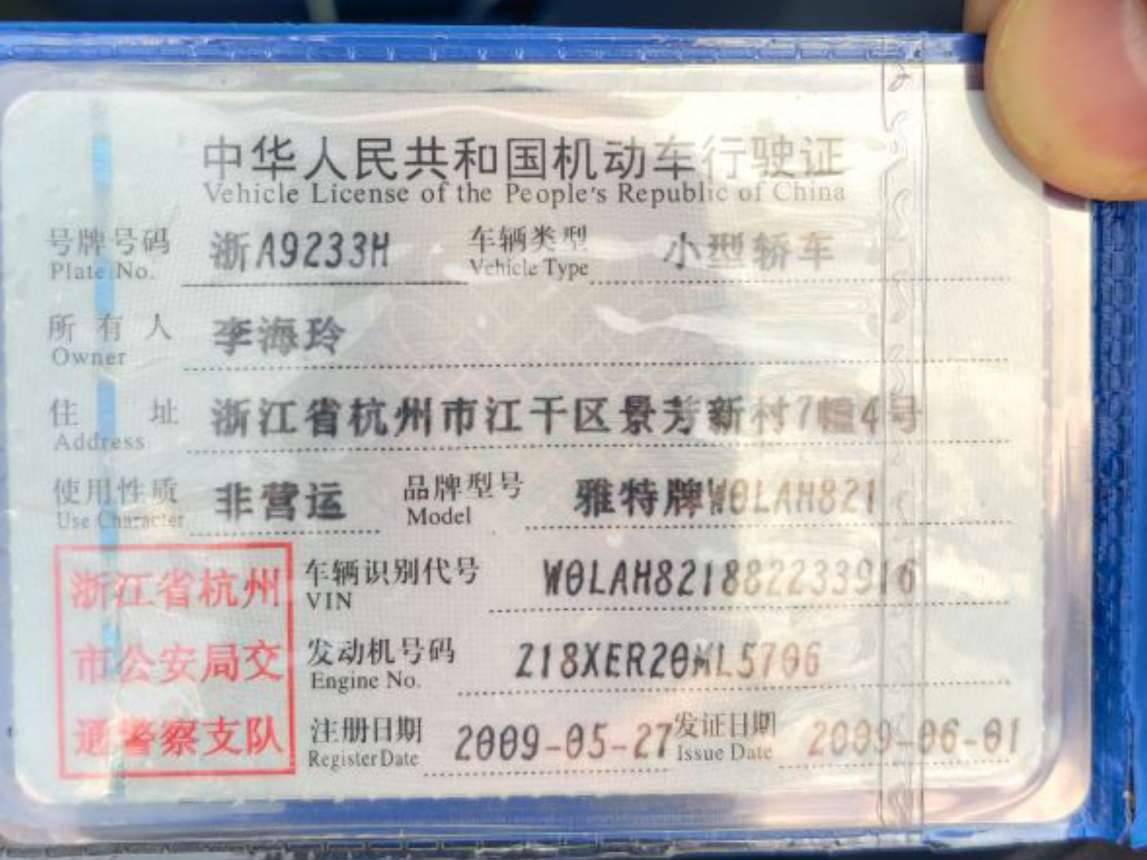 中华人民共和国机动车行驶证
Vehicle License of the People's Republic of China
号牌号码 浙A9233H 车辆类型 小型轿车
Plate No. Vehicle Type
所有人 李海玲
Owner
住址 浙江省杭州市江干区景芳新村7幢4号
Address
使用性质 非营运 品牌型号 雅特牌W0LAH821
Use Character Model
浙江省杭州
市公安局交
通警察支队
车辆识别代号 W0LAH821882233916
VIN
发动机号码 Z18XER20ML5706
Engine No.
注册日期 2009-05-27 发证日期 2009-06-01
Register Date Issue Date